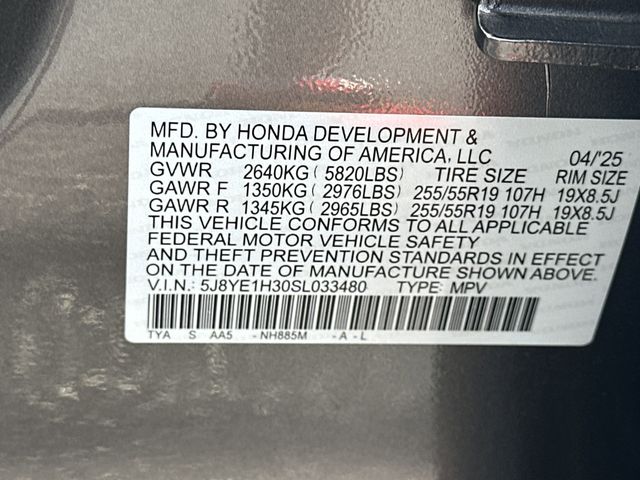 MFD. BY HONDA DEVELOPMENT &
MANUFACTURING OF AMERICA, LLC 04/'25
GVWR 2640KG ( 5820LBS) TIRE SIZE RIM SIZE
GAWR F 1350KG ( 2976LBS) 255/55R19 107H 19X8.5J
GAWR R 1345KG ( 2965LBS) 255/55R19 107H 19X8.5J
THIS VEHICLE CONFORMS TO ALL APPLICABLE
FEDERAL MOTOR VEHICLE SAFETY
AND THEFT PREVENTION STANDARDS IN EFFECT
ON THE DATE OF MANUFACTURE SHOWN ABOVE.
V.I.N.: 5J8YE1H30SL033480 TYPE: MPV
TYA S AA5 -NH885M -A-L